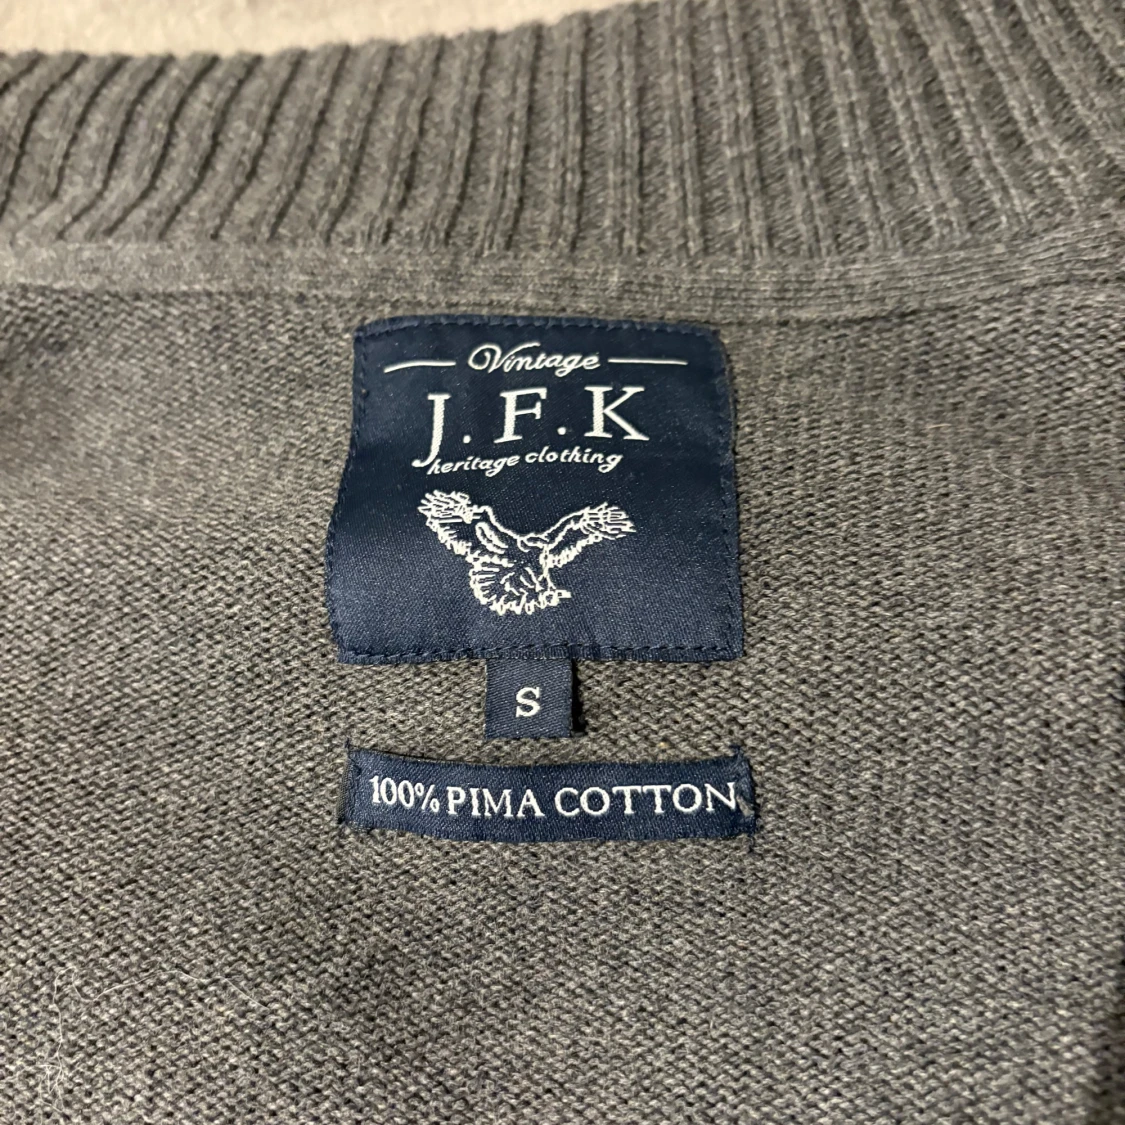 Vintage
J.F.K
heritage clothing
S
100% PIMA COTTON